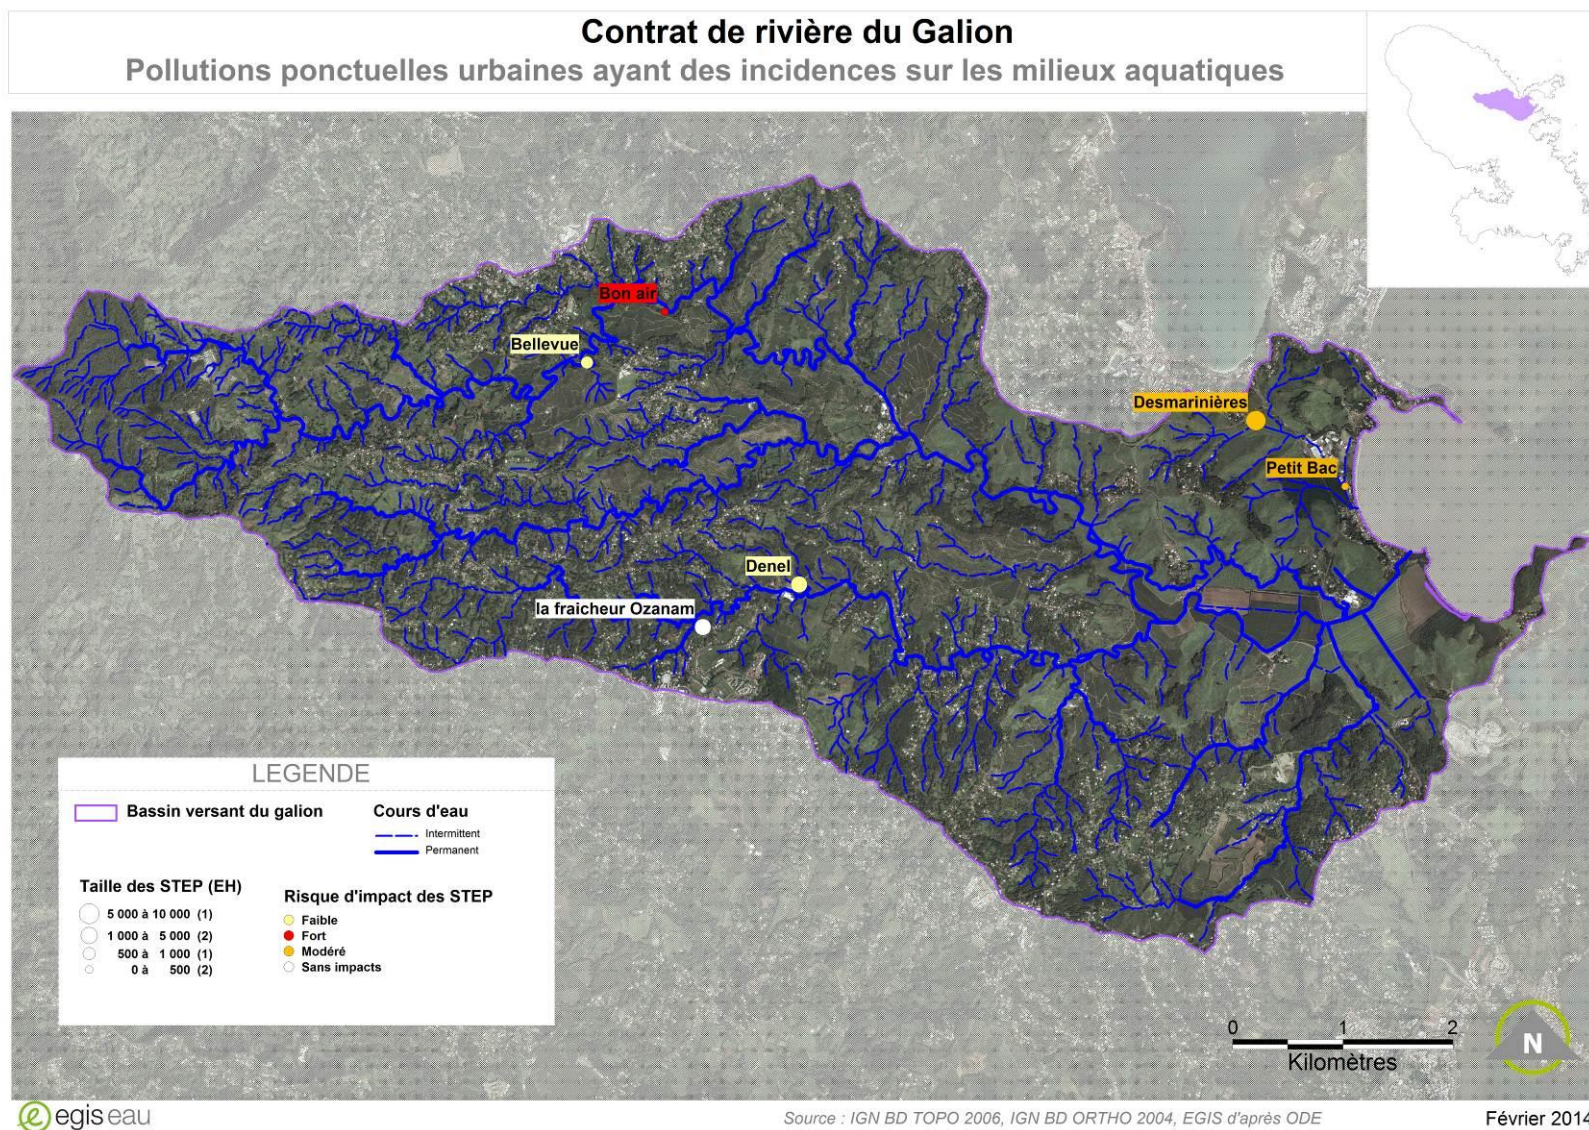 Contrat de rivière du Galion
Pollutions ponctuelles urbaines ayant des incidences sur les milieux aquatiques
Bon air
Bellevue
Desmarinières
Petit Bac
Denel
la fraicheur Ozanam
LEGENDE
Bassin versant du galion
Cours d'eau
Intermittent
Permanent
Taille des STEP (EH)
5 000 à 10 000 (1)
1 000 à 5 000 (2)
500 à 1 000 (1)
0 à 500 (2)
Risque d'impact des STEP
Faible
Fort
Modéré
Sans impacts
0 1 2
Kilomètres
N
egis eau
Source : IGN BD TOPO 2006, IGN BD ORTHO 2004, EGIS d'après ODE
Février 2014